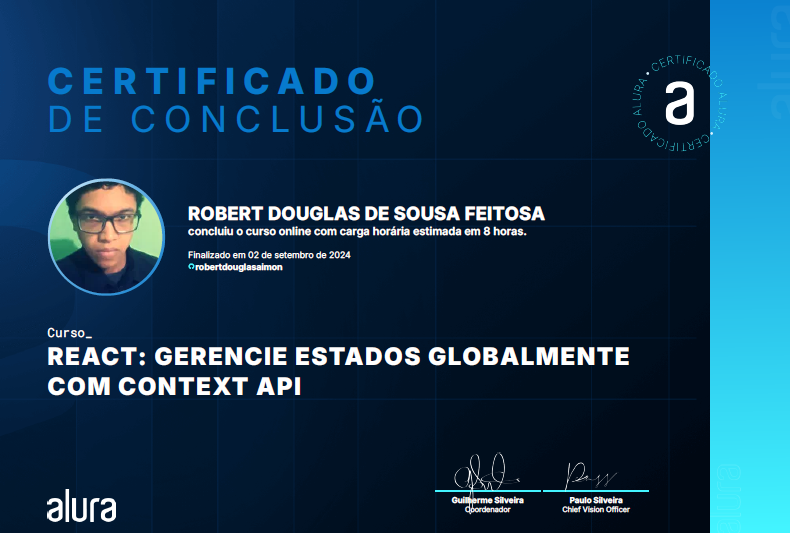 CERTIFICADO
DE CONCLUSÃO
CERTIFICADO ALURA • CERTIFICADO ALURA •
a
ROBERT DOUGLAS DE SOUSA FEITOSA
concluiu o curso online com carga horária estimada em 8 horas.
Finalizado em 02 de setembro de 2024
robertdouglasaimon
Curso_
REACT: GERENCIE ESTADOS GLOBALMENTE
COM CONTEXT API
Guilherme Silveira
Coordenador
Paulo Silveira
Chief Vision Officer
alura
alura
alura